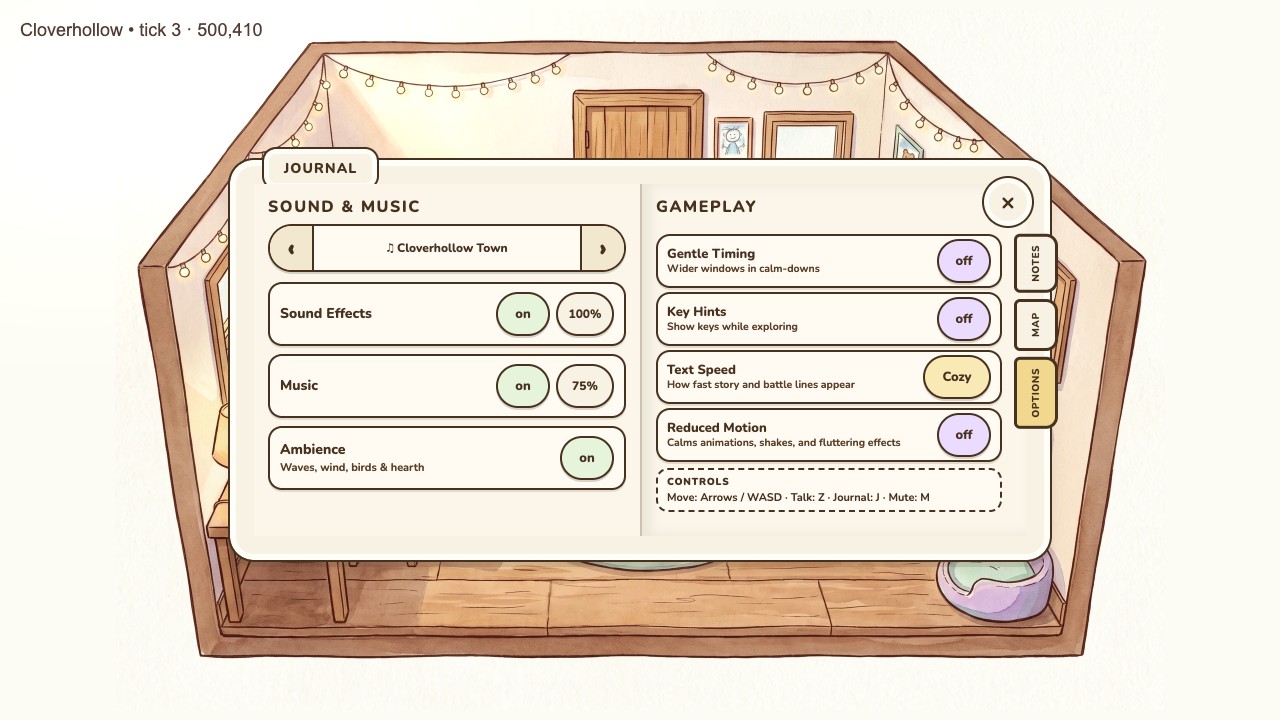 Cloverhollow • tick 3 · 500,410
JOURNAL
SOUND & MUSIC
‹ ♫ Cloverhollow Town ›
Sound Effects on 100%
Music on 75%
Ambience
Waves, wind, birds & hearth
on
GAMEPLAY
×
Gentle Timing
Wider windows in calm-downs
off
Key Hints
Show keys while exploring
off
Text Speed
How fast story and battle lines appear
Cozy
Reduced Motion
Calms animations, shakes, and fluttering effects
off
CONTROLS
Move: Arrows / WASD · Talk: Z · Journal: J · Mute: M
NOTES
MAP
OPTIONS